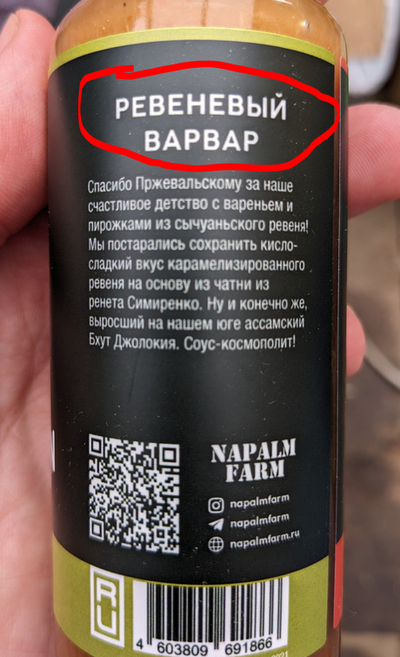 РЕВЕНЕВЫЙ
ВАРВАР
Спасибо Пржевальскому за наше
счастливое детство с вареньем и
пирожками из сычуаньского ревеня!
Мы постарались сохранить кисло-
сладкий вкус карамелизированного
ревеня на основу из чатни из
ренета Симиренко. Ну и конечно же,
выросший на нашем юге ассамский
Бхут Джолокия. Соус-космополит!
NAPALM
FARM
napalmfarm
napalmfarm
napalmfarm.ru
RU
4 603809 691866